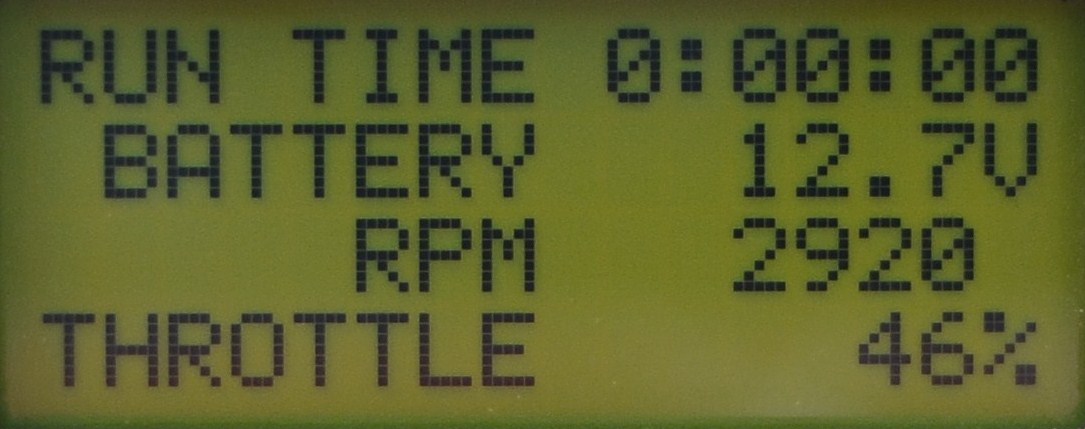 RUN TIME 0:00:00
BATTERY 12.7V
RPM 2920
THROTTLE 46%